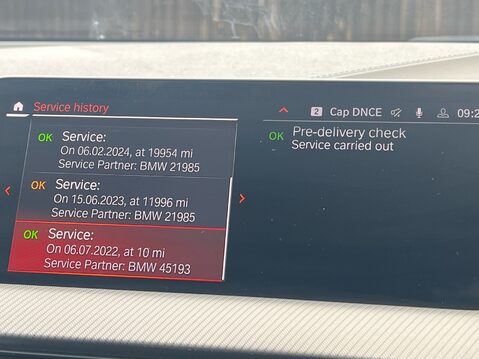 Service history
2 Cap DNCE
OK Service:
On 06.02.2024, at 19954 mi
Service Partner: BMW 21985
OK Service:
On 15.06.2023, at 11996 mi
Service Partner: BMW 21985
OK Service:
On 06.07.2022, at 10 mi
Service Partner: BMW 45193
OK Pre-delivery check
Service carried out